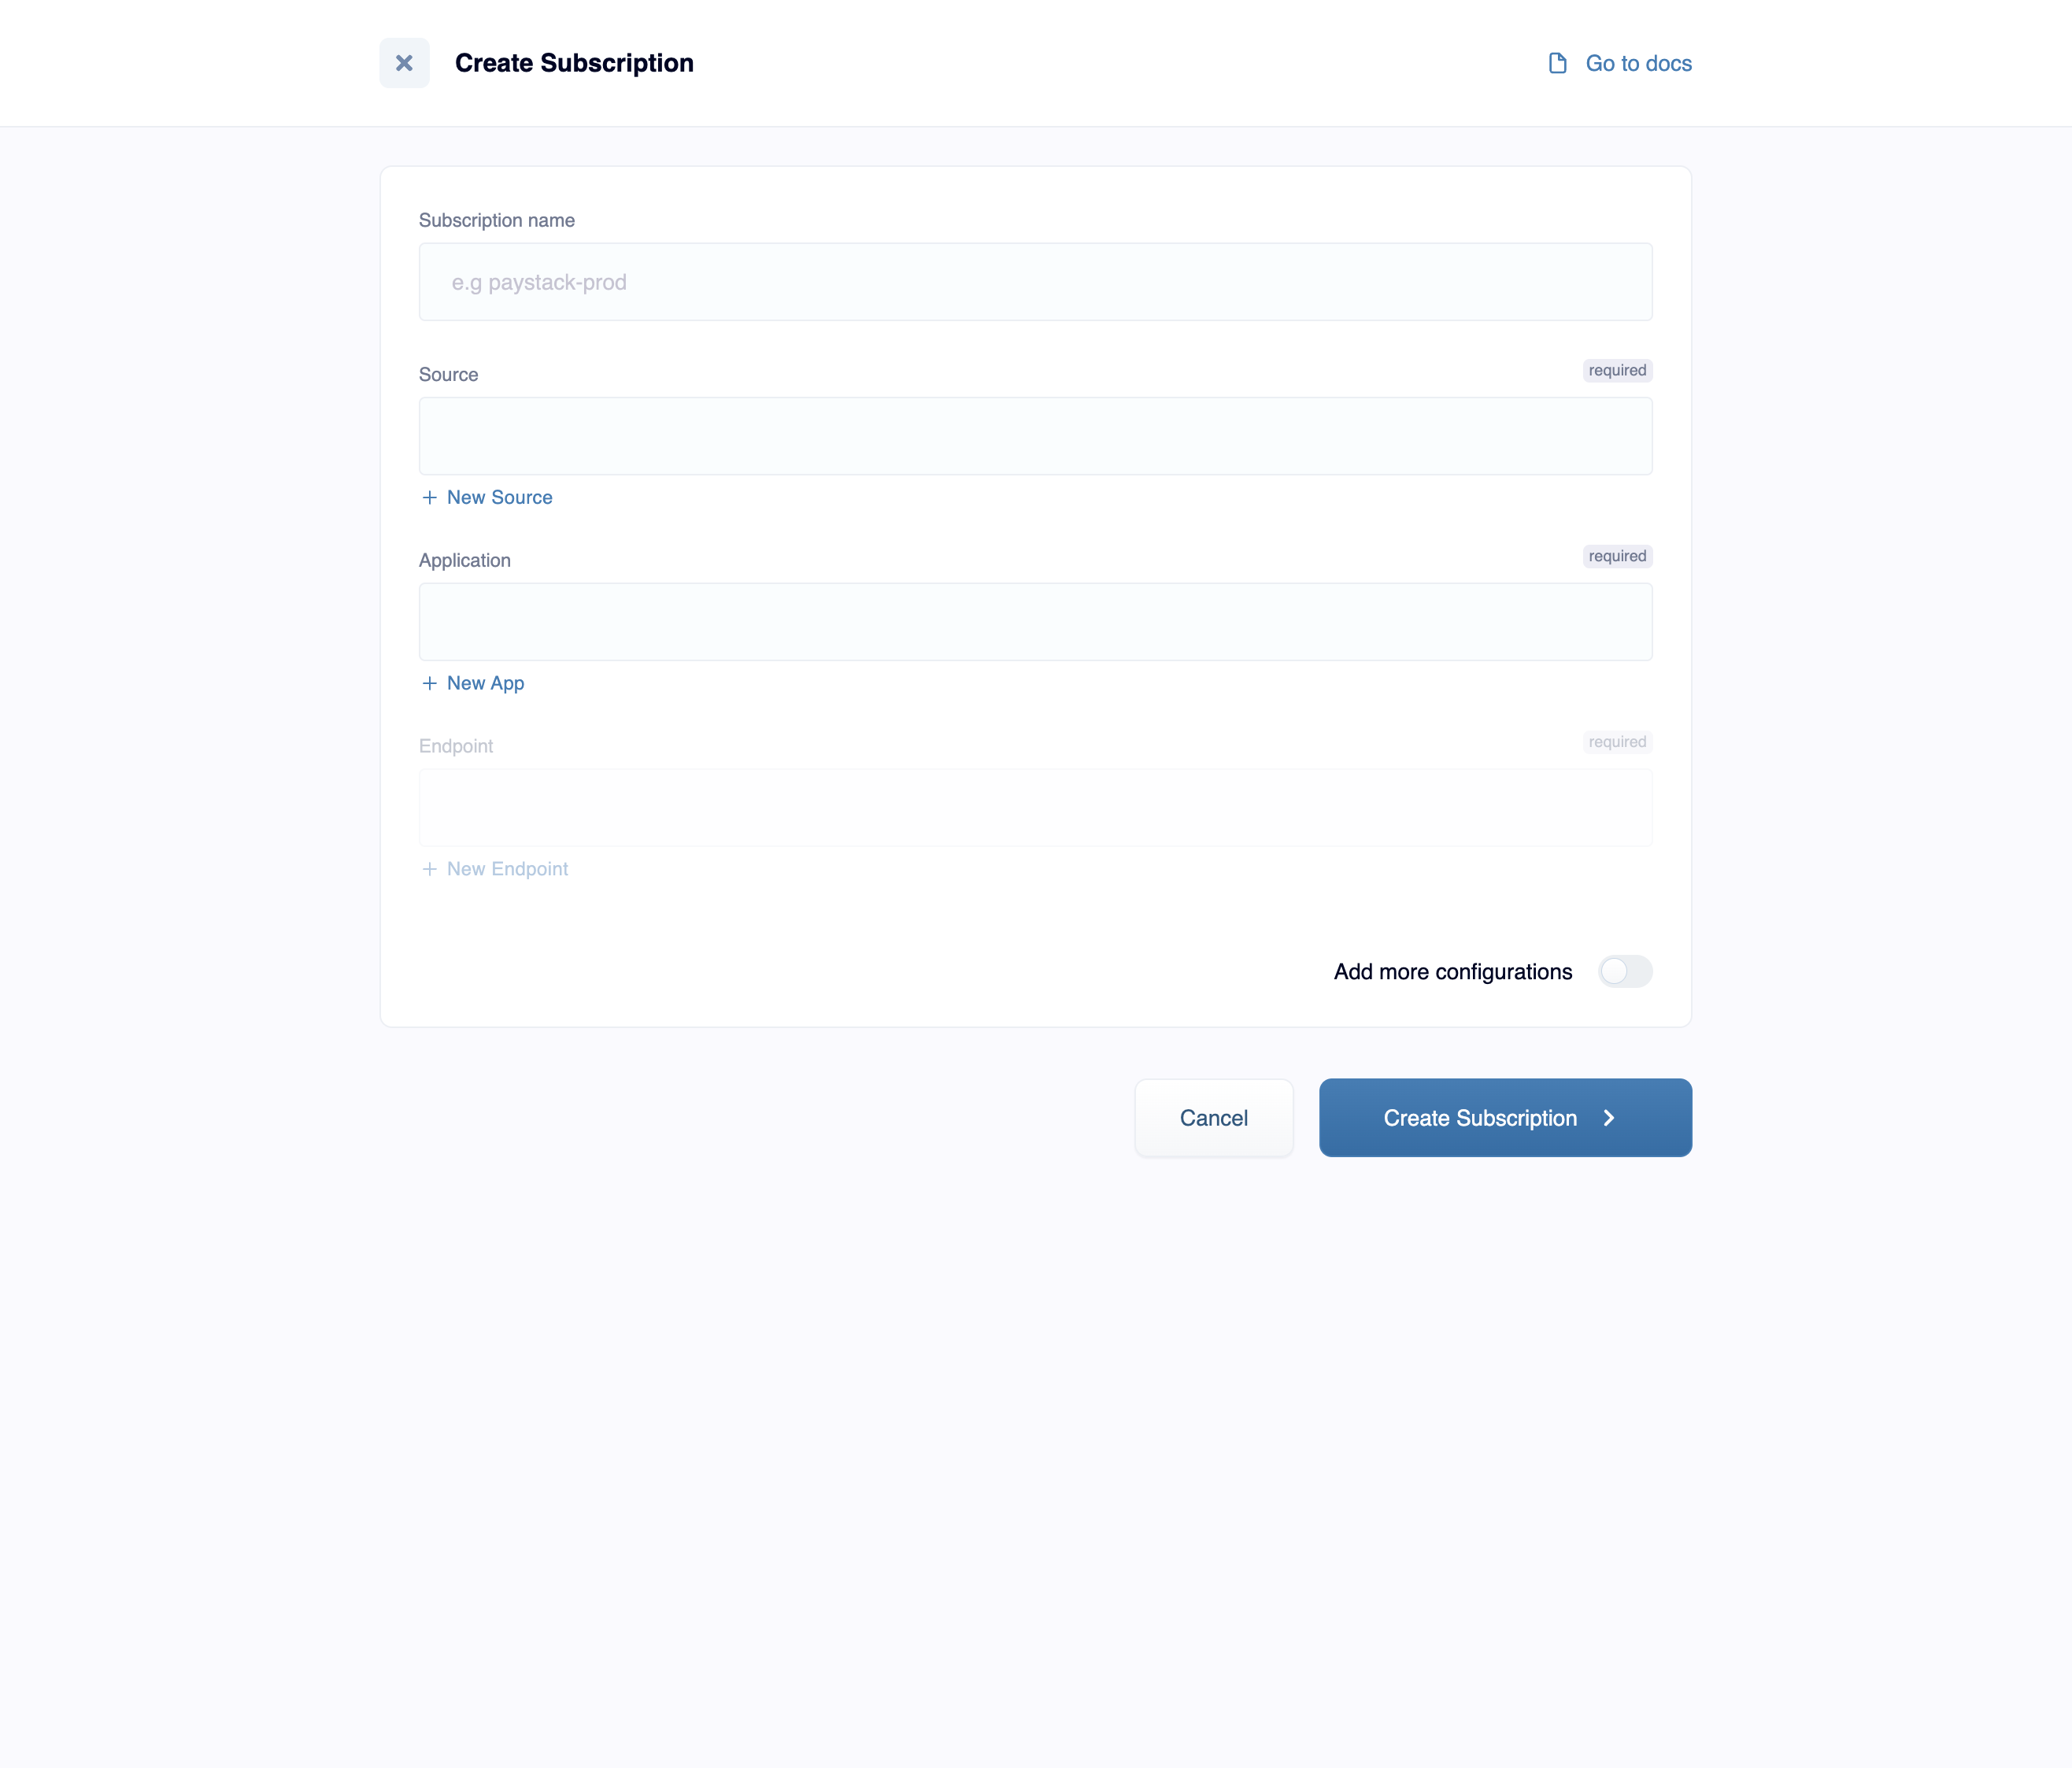 Create Subscription
Go to docs
Subscription name
e.g paystack-prod
Source
required
New Source
Application
required
New App
Endpoint
required
New Endpoint
Add more configurations
Cancel
Create Subscription